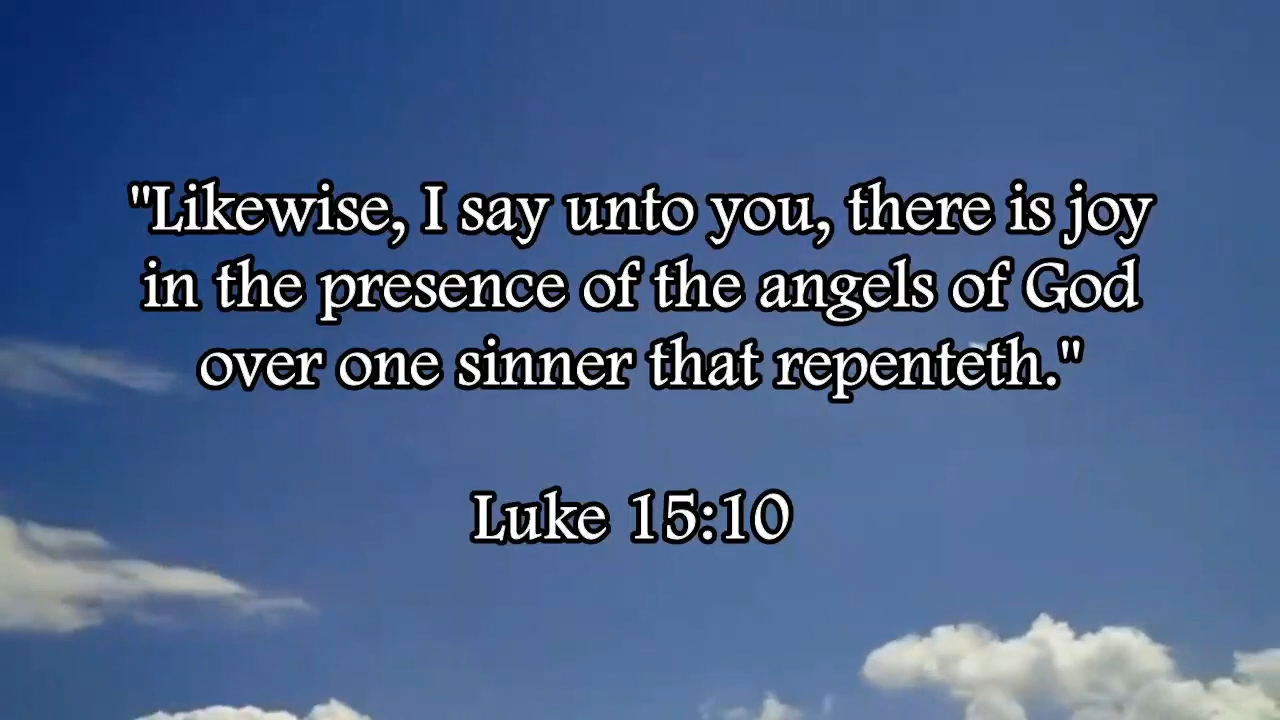 "Likewise, I say unto you, there is joy
in the presence of the angels of God
over one sinner that repenteth."
Luke 15:10